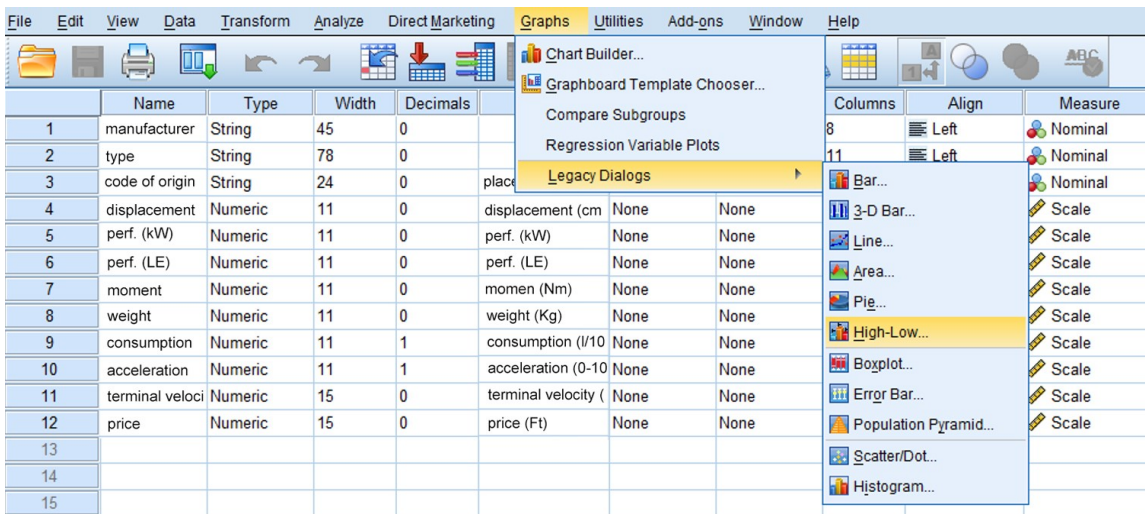 File Edit View Data Transform Analyze Direct Marketing Graphs Utilities Add-ons Window Help
Chart Builder...
Graphboard Template Chooser...
Compare Subgroups
Regression Variable Plots
Legacy Dialogs
Bar...
3-D Bar...
Line...
Area...
Pie...
High-Low...
Boxplot...
Error Bar...
Population Pyramid...
Scatter/Dot...
Histogram...
A
1 4
ABC
Name Type Width Decimals Columns Align Measure
1 manufacturer String 45 0 8 Left Nominal
2 type String 78 0 11 Left Nominal
3 code of origin String 24 0 place Nominal
4 displacement Numeric 11 0 displacement (cm None None Scale
5 perf. (kW) Numeric 11 0 perf. (kW) None None Scale
6 perf. (LE) Numeric 11 0 perf. (LE) None None Scale
7 moment Numeric 11 0 momen (Nm) None None Scale
8 weight Numeric 11 0 weight (Kg) None None Scale
9 consumption Numeric 11 1 consumption (l/10 None None Scale
10 acceleration Numeric 11 1 acceleration (0-10 None None Scale
11 terminal veloci Numeric 15 0 terminal velocity ( None None Scale
12 price Numeric 15 0 price (Ft) None None Scale
13
14
15